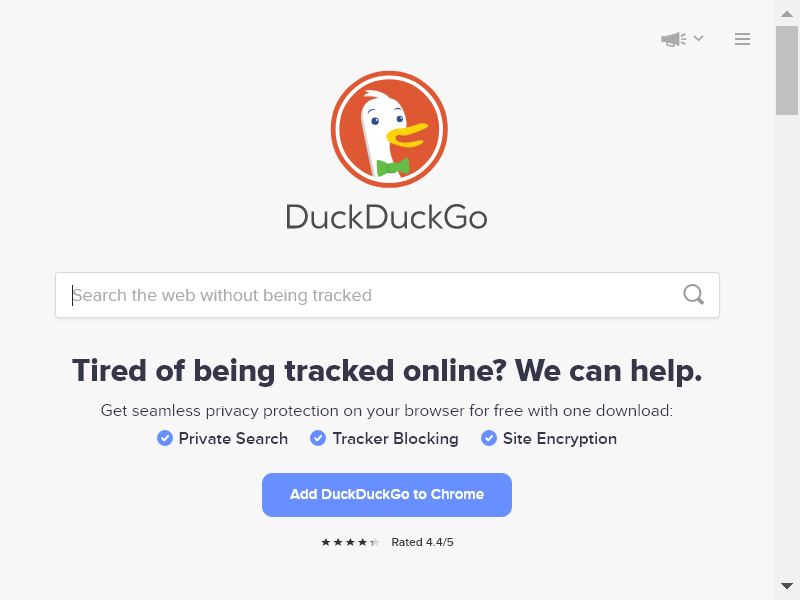 DuckDuckGo
Search the web without being tracked
Tired of being tracked online? We can help.
Get seamless privacy protection on your browser for free with one download:
Private Search Tracker Blocking Site Encryption
Add DuckDuckGo to Chrome
Rated 4.4/5